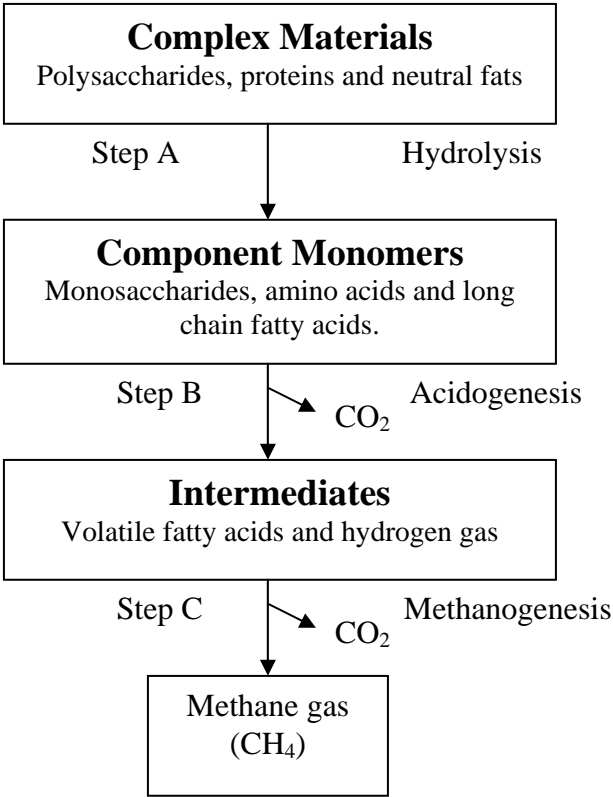 Complex Materials
Polysaccharides, proteins and neutral fats
Step A Hydrolysis
Component Monomers
Monosaccharides, amino acids and long
chain fatty acids.
Step B Acidogenesis
CO₂
Intermediates
Volatile fatty acids and hydrogen gas
Step C Methanogenesis
CO₂
Methane gas
(CH₄)